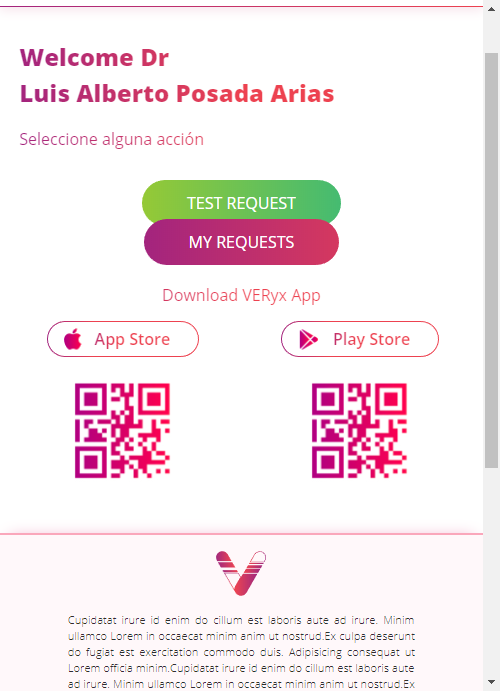 Welcome Dr
Luis Alberto Posada Arias
Seleccione alguna acción
TEST REQUEST
MY REQUESTS
Download VERyx App
App Store
Play Store
Cupidatat irure id enim do cillum est laboris aute ad irure. Minim
ullamco Lorem in occaecat minim anim ut nostrud.Ex culpa deserunt
do fugiat est exercitation commodo duis. Adipisicing consequat ut
Lorem officia minim.Cupidatat irure id enim do cillum est laboris aute
ad irure. Minim ullamco Lorem in occaecat minim anim ut nostrud.Ex